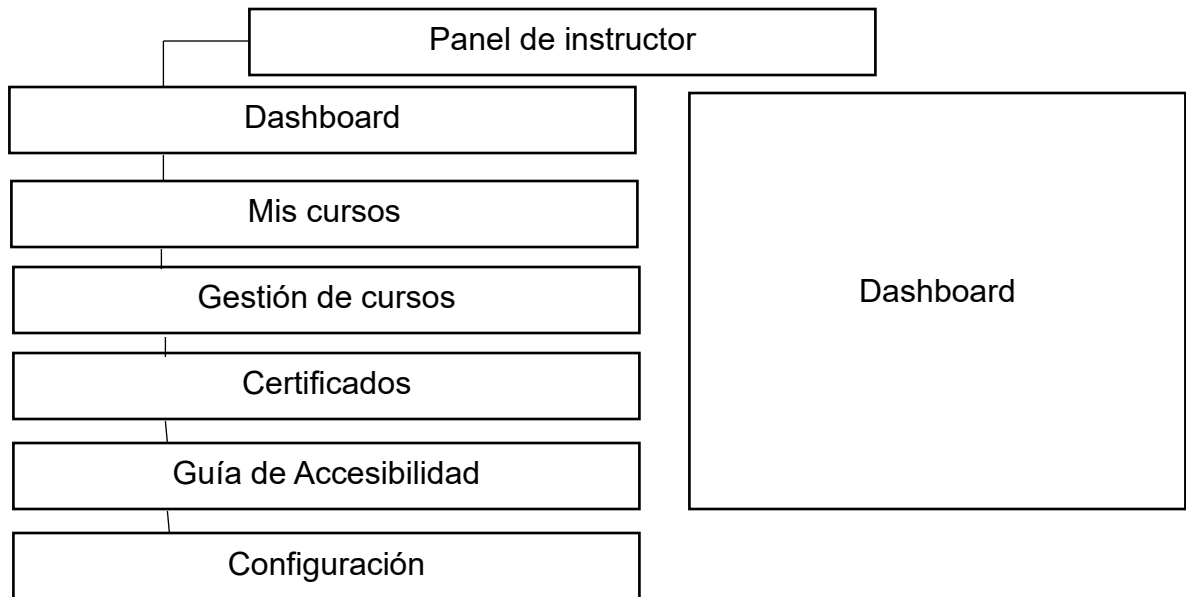 Panel de instructor
Dashboard
Mis cursos
Gestión de cursos
Certificados
Guía de Accesibilidad
Configuración
Dashboard